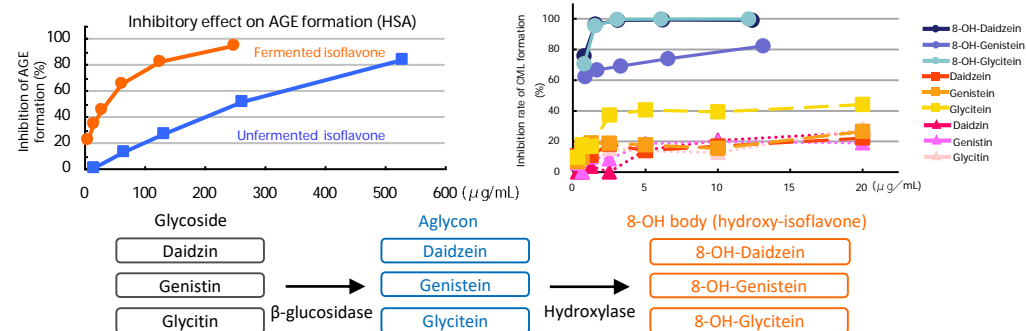 Inhibitory effect on AGE formation (HSA)
Inhibition of AGE
formation (%)
100
80
60
40
20
0
Fermented isoflavone
Unfermented isoflavone
0 100 200 300 400 500 600 (μg/mL)
Inhibition rate of CML formation
(%)
100
80
60
40
20
0
0 5 10 15 20 (μg/mL)
8-OH-Daidzein
8-OH-Genistein
8-OH-Glycitein
Daidzein
Genistein
Glycitein
Daidzin
Genistin
Glycitin
Glycoside
Daidzin
Genistin
Glycitin
β-glucosidase
Aglycon
Daidzein
Genistein
Glycitein
Hydroxylase
8-OH body (hydroxy-isoflavone)
8-OH-Daidzein
8-OH-Genistein
8-OH-Glycitein